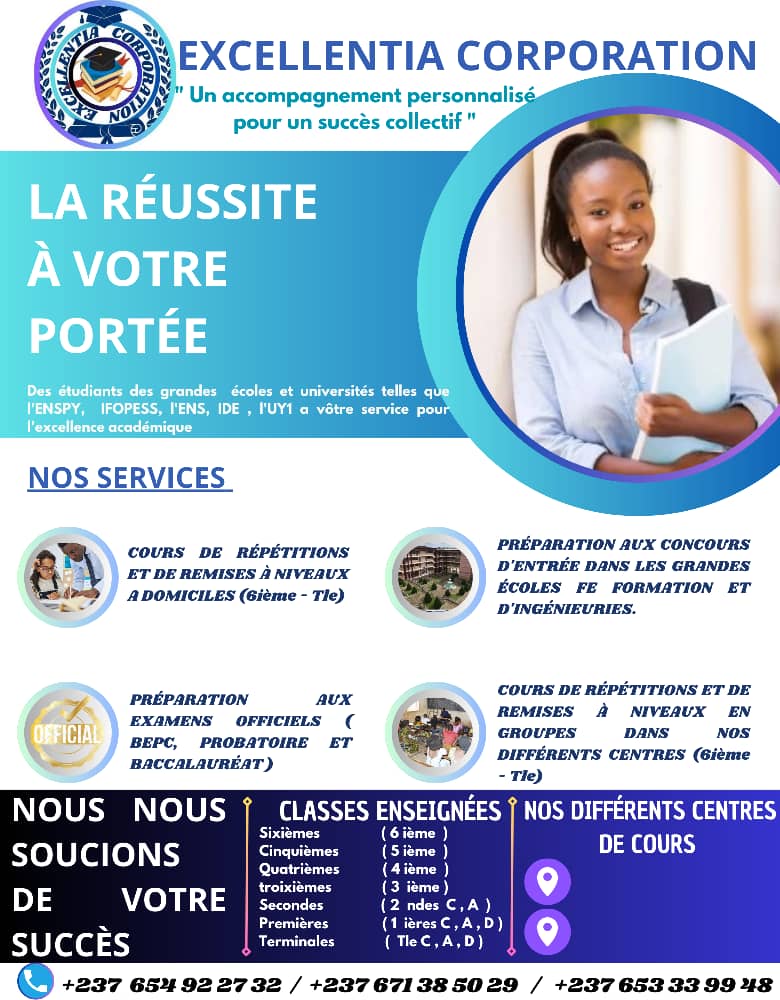 EXCELLENTIA CORPORATION
EXCELLENTIA CORPORATION
" Un accompagnement personnalisé
pour un succès collectif "
LA RÉUSSITE
À VOTRE
PORTÉE
Des étudiants des grandes écoles et universités telles que
l'ENSPY, IFOPESS, l'ENS, IDE , l'UY1 a vôtre service pour
l'excellence académique
NOS SERVICES
COURS DE RÉPÉTITIONS
ET DE REMISES À NIVEAUX
A DOMICILES (6ième - Tle)
PRÉPARATION AUX CONCOURS
D'ENTRÉE DANS LES GRANDES
ÉCOLES FE FORMATION ET
D'INGÉNIEURIES.
OFFICIAL
PRÉPARATION AUX
EXAMENS OFFICIELS (
BEPC, PROBATOIRE ET
BACCALAURÉAT)
COURS DE RÉPÉTITIONS ET DE
REMISES À NIVEAUX EN
GROUPES DANS NOS
DIFFÉRENTS CENTRES (6ième
- Tle)
NOUS NOUS
SOUCIONS
DE VOTRE
SUCCÈS
CLASSES ENSEIGNÉES
Sixièmes ( 6 ième )
Cinquièmes ( 5 ième )
Quatrièmes ( 4 ième )
troixièmes ( 3 ième )
Secondes ( 2 ndes C , A )
Premières ( 1 ières C , A , D )
Terminales ( Tle C , A , D )
NOS DIFFÉRENTS CENTRES
DE COURS
+237 654 92 27 32 / +237 671 38 50 29 / +237 653 33 99 48